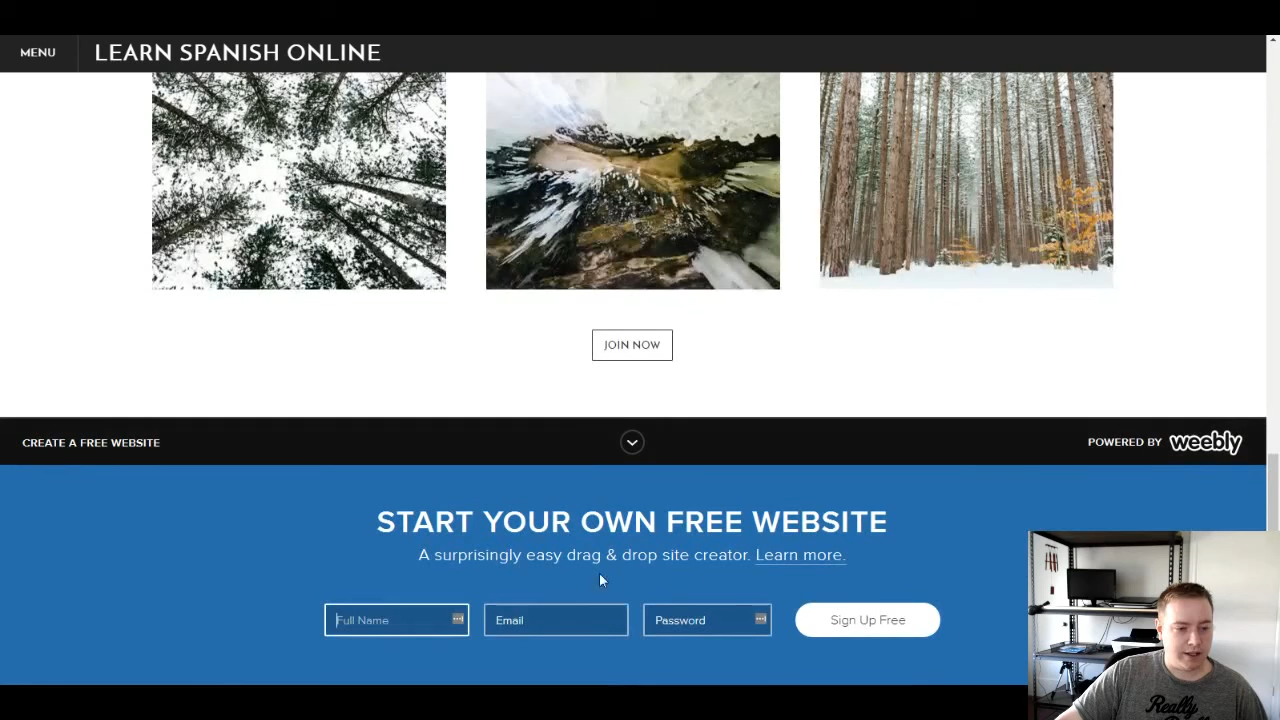 MENU
LEARN SPANISH ONLINE
JOIN NOW
CREATE A FREE WEBSITE
POWERED BY weebly
START YOUR OWN FREE WEBSITE
A surprisingly easy drag & drop site creator. Learn more.
Full Name
Email
Password
Sign Up Free
Really